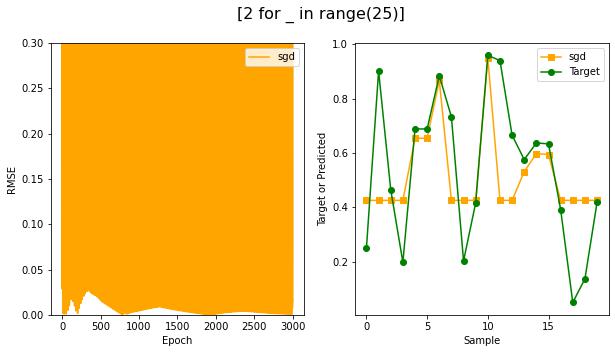 [2 for _ in range(25)]
0.30
0.25
0.20
0.15
0.10
0.05
0.00
RMSE
0 500 1000 1500 2000 2500 3000
Epoch
sgd
1.0
0.8
0.6
0.4
0.2
Target or Predicted
0 5 10 15
Sample
sgd
Target